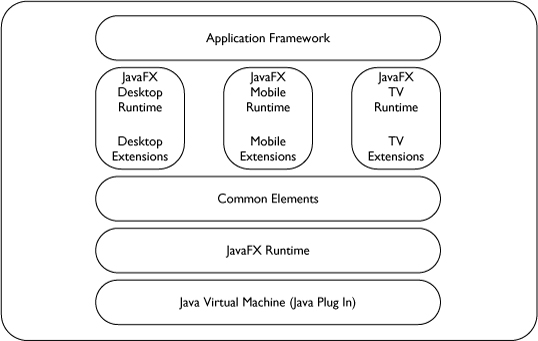 Application Framework
JavaFX
Desktop
Runtime
Desktop
Extensions
JavaFX
Mobile
Runtime
Mobile
Extensions
JavaFX
TV
Runtime
TV
Extensions
Common Elements
JavaFX Runtime
Java Virtual Machine (Java Plug In)